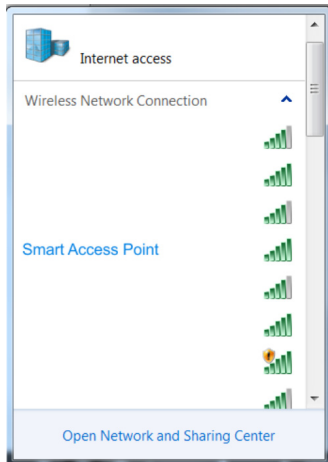 Internet access
Wireless Network Connection
Smart Access Point
Open Network and Sharing Center